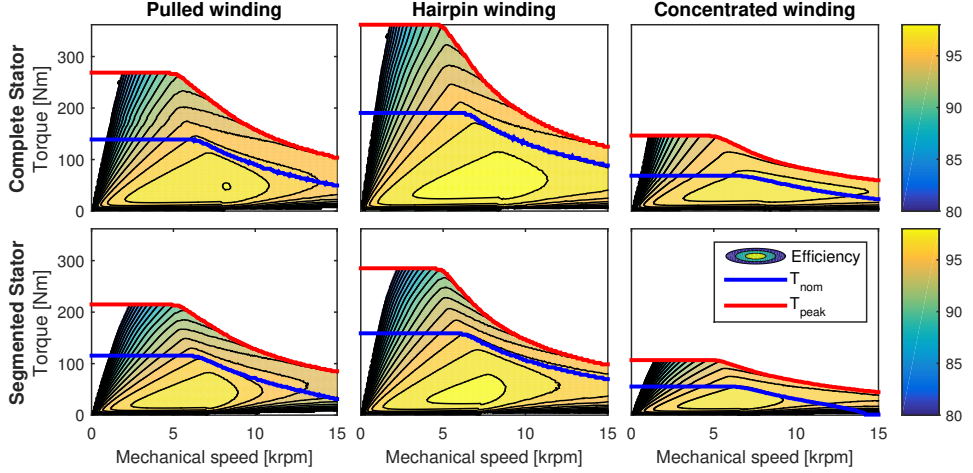 Pulled winding
Hairpin winding
Concentrated winding
Complete Stator
Torque [Nm]
300
200
100
0
95
90
85
80
Segmented Stator
Torque [Nm]
300
200
100
0
Efficiency
T_nom
T_peak
95
90
85
80
0 5 10 15
0 5 10 15
0 5 10 15
Mechanical speed [krpm]
Mechanical speed [krpm]
Mechanical speed [krpm]